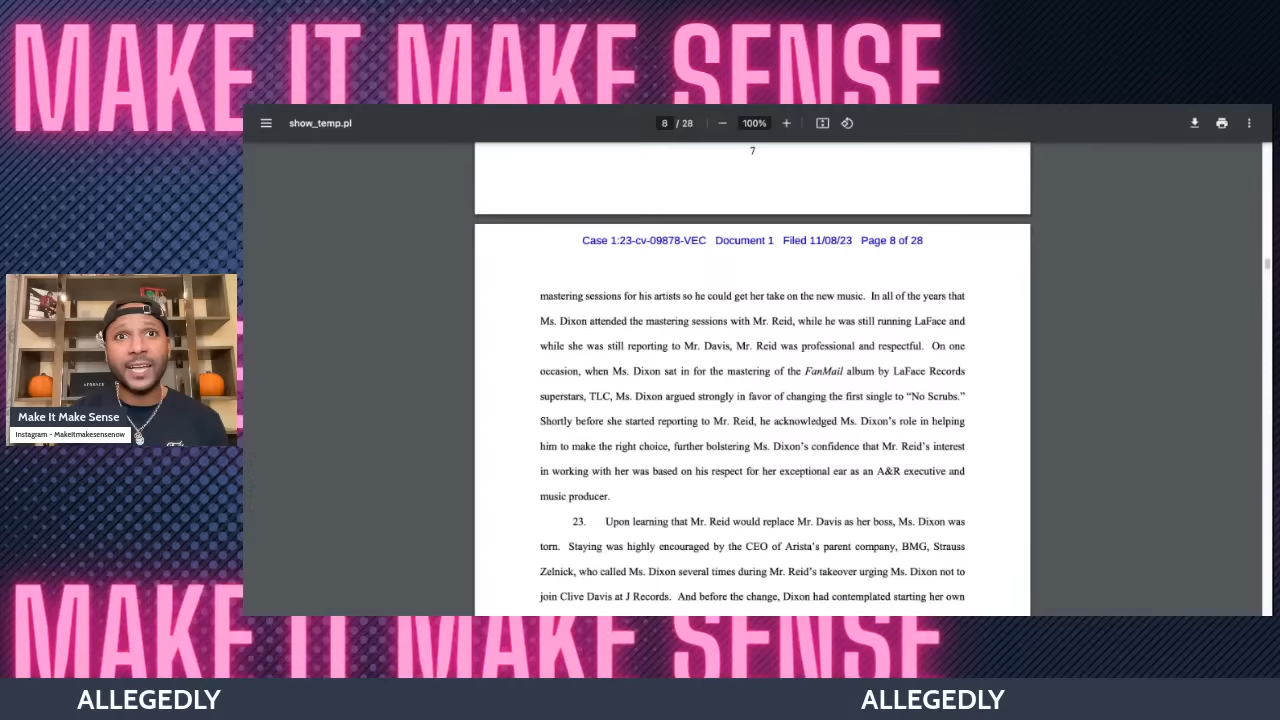 MAKE IT MAKE SENSE
show_temp.pl
8 / 28
100%
7
Case 1:23-cv-09878-VEC Document 1 Filed 11/08/23 Page 8 of 28
mastering sessions for his artists so he could get her take on the new music. In all of the years that
Ms. Dixon attended the mastering sessions with Mr. Reid, while he was still running LaFace and
while she was still reporting to Mr. Davis, Mr. Reid was professional and respectful. On one
occasion, when Ms. Dixon sat in for the mastering of the FanMail album by LaFace Records
superstars, TLC, Ms. Dixon argued strongly in favor of changing the first single to “No Scrubs.”
Shortly before she started reporting to Mr. Reid, he acknowledged Ms. Dixon’s role in helping
him to make the right choice, further bolstering Ms. Dixon’s confidence that Mr. Reid’s interest
in working with her was based on his respect for her exceptional ear as an A&R executive and
music producer.
23. Upon learning that Mr. Reid would replace Mr. Davis as her boss, Ms. Dixon was
torn. Staying was highly encouraged by the CEO of Arista’s parent company, BMG, Strauss
Zelnick, who called Ms. Dixon several times during Mr. Reid’s takeover urging Ms. Dixon not to
join Clive Davis at J Records. And before the change, Dixon had contemplated starting her own
Make It Make Sense
Instagram - Makeitmakesensenow
MAKE IT MAKE SENSE
ALLEGEDLY
ALLEGEDLY